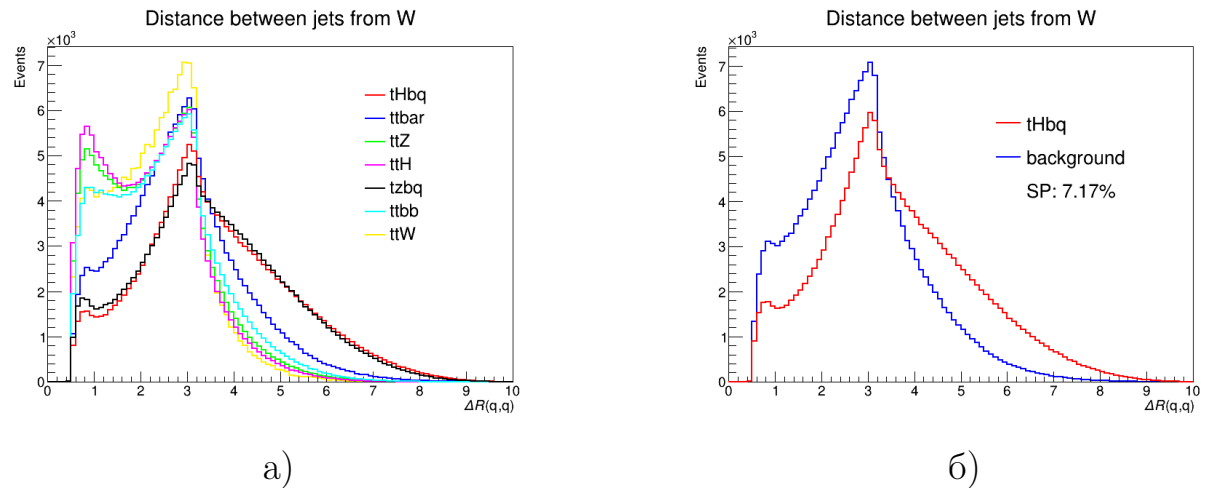 Distance between jets from W
×10³
Events
7
6
5
4
3
2
1
0
tHbq
ttbar
ttZ
ttH
tzbq
ttbb
ttW
0 1 2 3 4 5 6 7 8 9 10
ΔR(q,q)
а)
Distance between jets from W
×10³
Events
7
6
5
4
3
2
1
0
tHbq
background
SP: 7.17%
0 1 2 3 4 5 6 7 8 9 10
ΔR(q,q)
б)